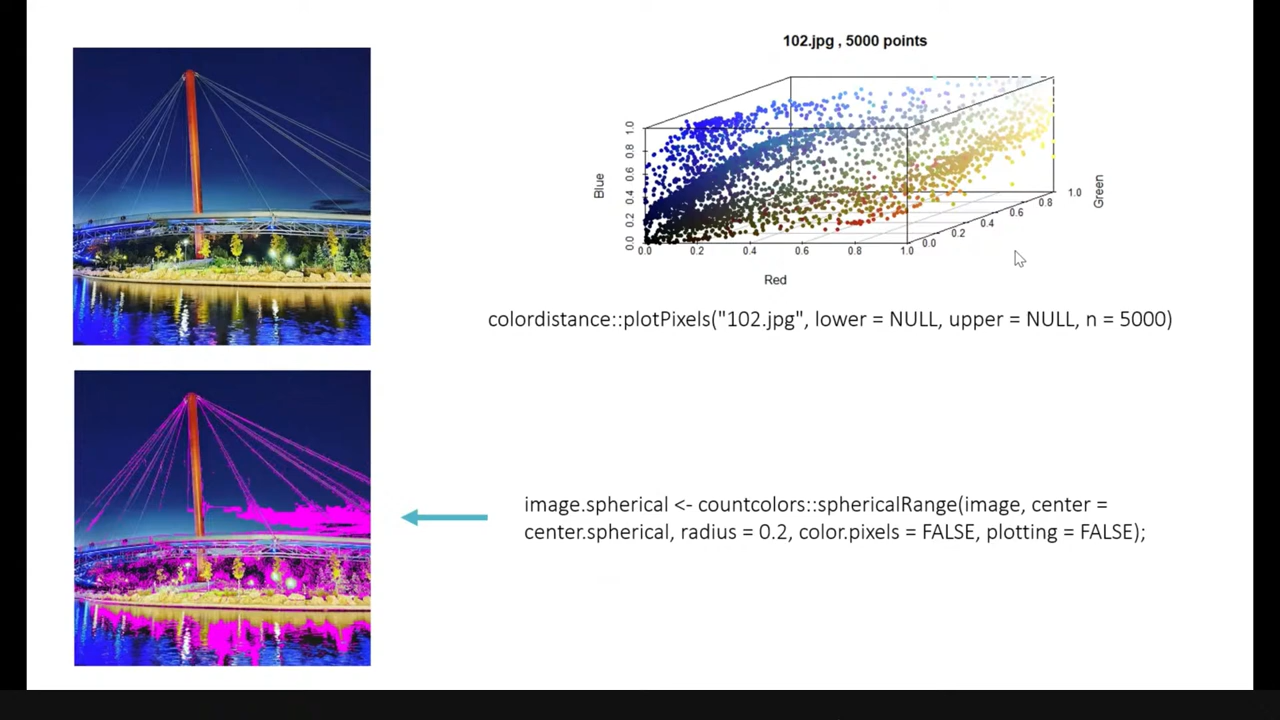 102.jpg , 5000 points
Blue
0.0
0.2
0.4
0.6
0.8
1.0
0.0
0.2
0.4
0.6
0.8
1.0
Red
0.0
0.2
0.4
0.6
0.8
1.0
Green
colordistance::plotPixels("102.jpg", lower = NULL, upper = NULL, n = 5000)
image.spherical <- countcolors::sphericalRange(image, center =
center.spherical, radius = 0.2, color.pixels = FALSE, plotting = FALSE);